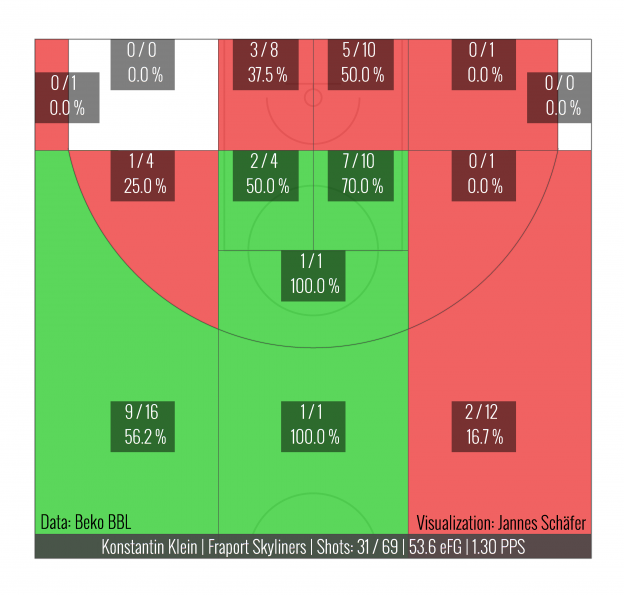 0 / 0
0.0 %
3 / 8
37.5 %
5 / 10
50.0 %
0 / 1
0.0 %
0 / 1
0.0 %
0 / 0
0.0 %
1 / 4
25.0 %
2 / 4
50.0 %
7 / 10
70.0 %
0 / 1
0.0 %
1 / 1
100.0 %
9 / 16
56.2 %
1 / 1
100.0 %
2 / 12
16.7 %
Data: Beko BBL
Visualization: Jannes Schäfer
Konstantin Klein | Fraport Skyliners | Shots: 31 / 69 | 53.6 eFG | 1.30 PPS